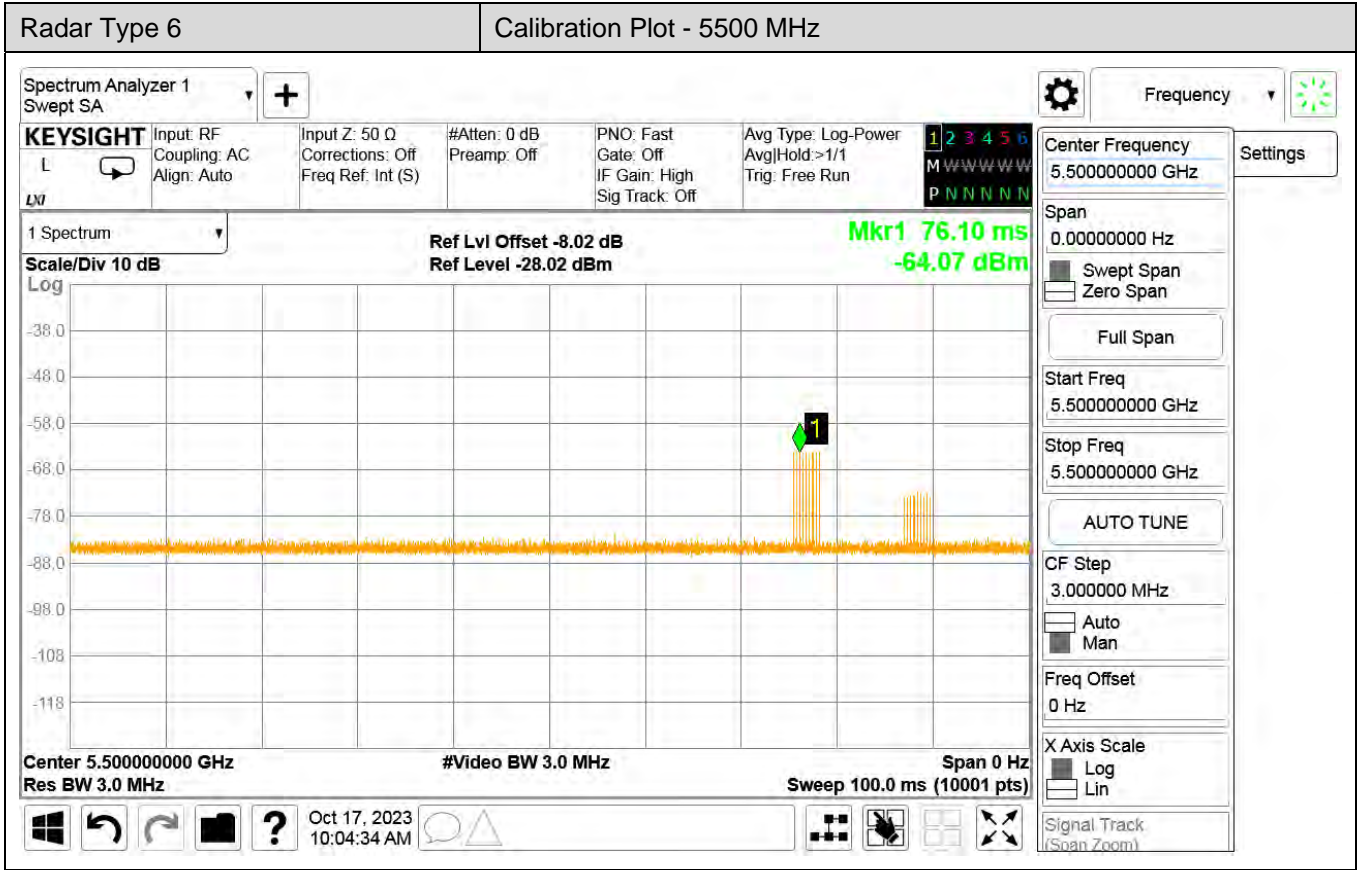 Radar Type 6
Calibration Plot - 5500 MHz
Spectrum Analyzer 1
Swept SA
+
Frequency
KEYSIGHT
L
LXI
Input: RF
Coupling: AC
Align: Auto
Input Z: 50 Ω
Corrections: Off
Freq Ref: Int (S)
#Atten: 0 dB
Preamp: Off
PNO: Fast
Gate: Off
IF Gain: High
Sig Track: Off
Avg Type: Log-Power
Avg|Hold:>1/1
Trig: Free Run
1 2 3 4 5 6
M W W W W W
P N N N N N
1 Spectrum
Scale/Div 10 dB
Ref Lvl Offset -8.02 dB
Ref Level -28.02 dBm
Mkr1 76.10 ms
-64.07 dBm
Log
-38.0
-48.0
-58.0
-68.0
-78.0
-88.0
-98.0
-108
-118
1
Center 5.500000000 GHz
#Video BW 3.0 MHz
Span 0 Hz
Res BW 3.0 MHz
Sweep 100.0 ms (10001 pts)
?
Oct 17, 2023
10:04:34 AM
Center Frequency
5.500000000 GHz
Settings
Span
0.00000000 Hz
Swept Span
Zero Span
Full Span
Start Freq
5.500000000 GHz
Stop Freq
5.500000000 GHz
AUTO TUNE
CF Step
3.000000 MHz
Auto
Man
Freq Offset
0 Hz
X Axis Scale
Log
Lin
Signal Track
(Span Zoom)